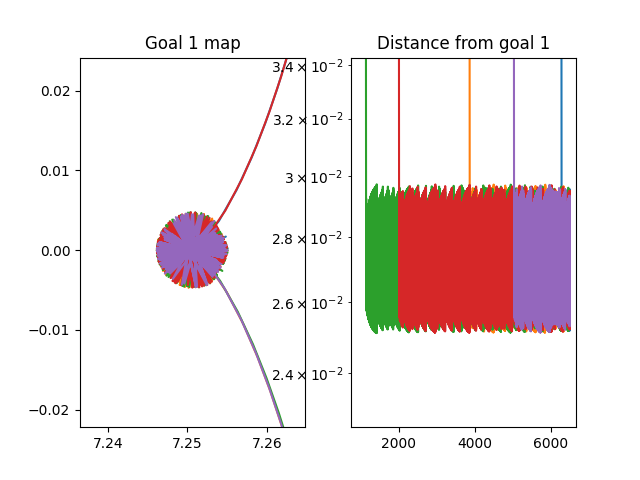 Goal 1 map
0.02
0.01
0.00
−0.01
−0.02
7.24
7.25
7.26
Distance from goal 1
3.4 × 10⁻²
3.2 × 10⁻²
3 × 10⁻²
2.8 × 10⁻²
2.6 × 10⁻²
2.4 × 10⁻²
2000
4000
6000